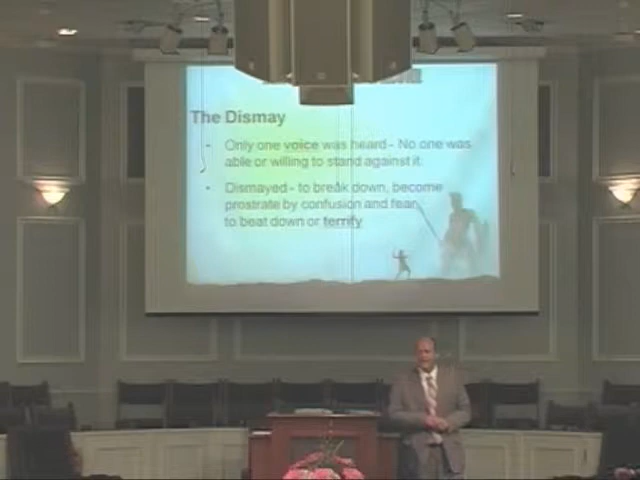 The Dismay
• Only one voice was heard - No one was
able or willing to stand against it.
• Dismayed - to break down, become
prostrate by confusion and fear,
to beat down or terrify